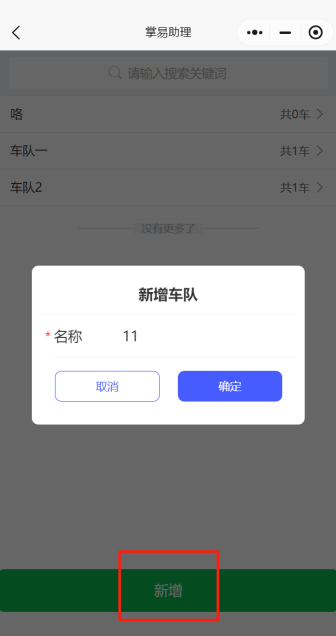 掌易助理
请输入搜索关键词
咯 共0车
车队一 共1车
车队2 共1车
没有更多了
新增车队
* 名称 11
取消 确定
新增